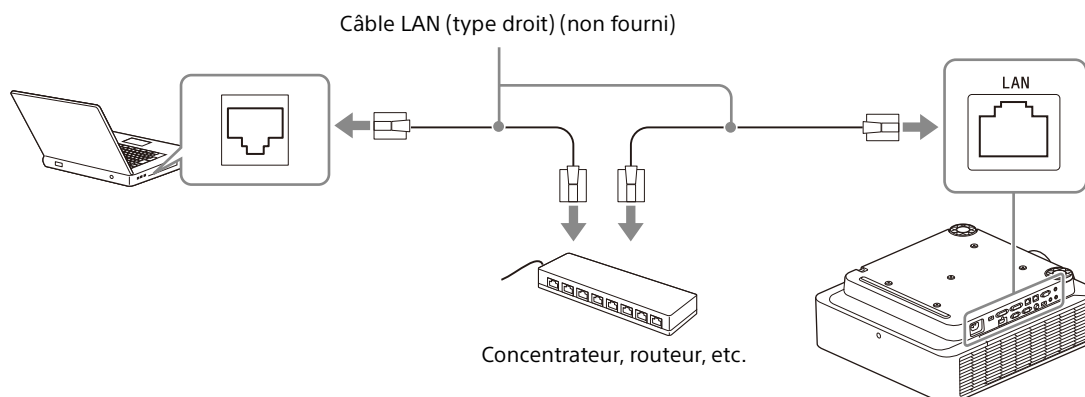 Câble LAN (type droit) (non fourni)
LAN
Concentrateur, routeur, etc.